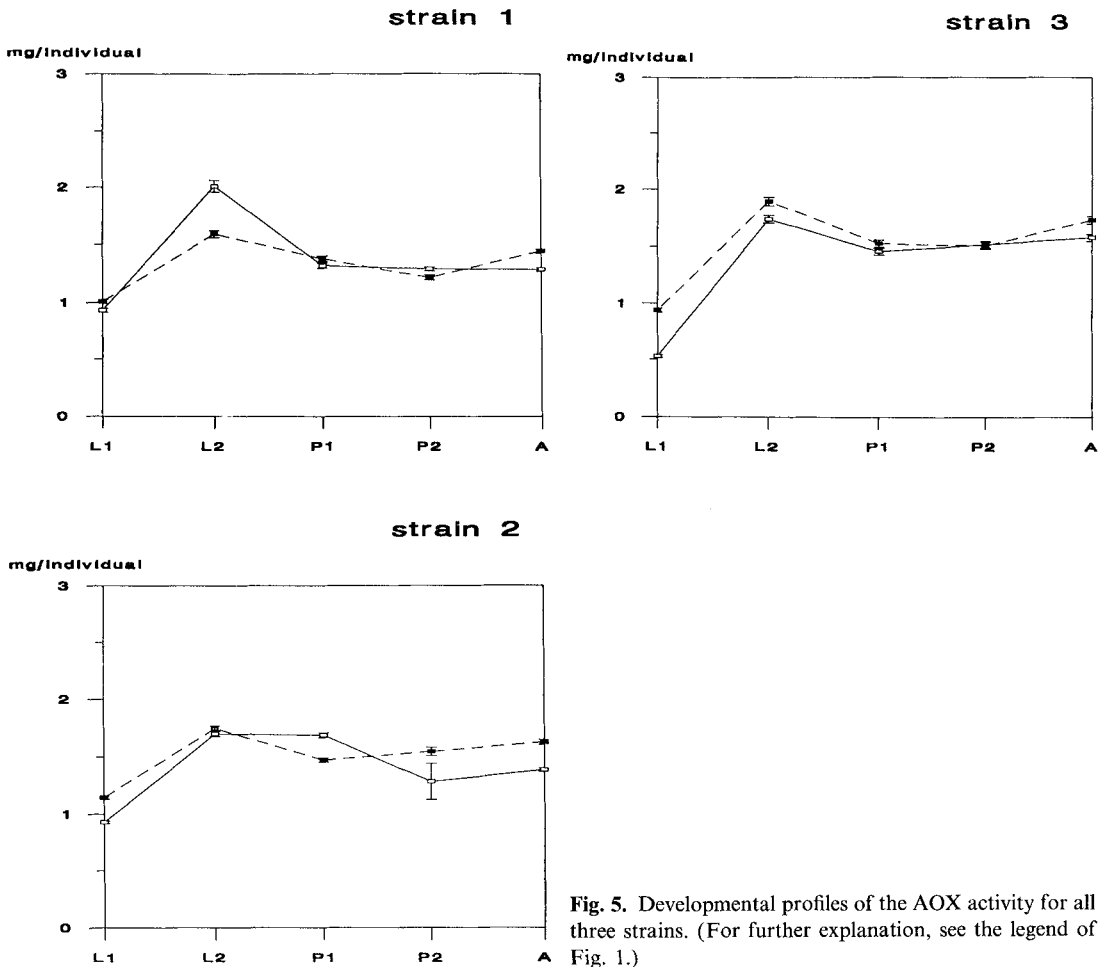 strain 1
mg/individual
3
2
1
0
L1 L2 P1 P2 A
strain 3
mg/individual
3
2
1
0
L1 L2 P1 P2 A
strain 2
mg/individual
3
2
1
0
L1 L2 P1 P2 A
Fig. 5. Developmental profiles of the AOX activity for all
three strains. (For further explanation, see the legend of
Fig. 1.)